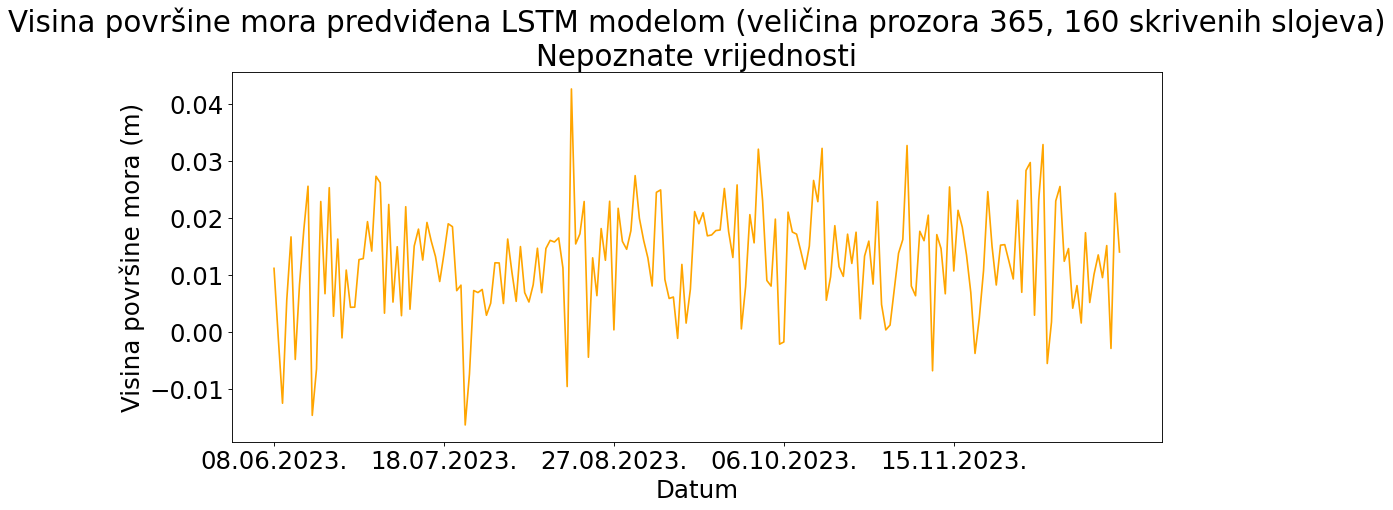 Visina površine mora predviđena LSTM modelom (veličina prozora 365, 160 skrivenih slojeva)
Nepoznate vrijednosti
Visina površine mora (m)
0.04
0.03
0.02
0.01
0.00
−0.01
08.06.2023. 18.07.2023. 27.08.2023. 06.10.2023. 15.11.2023.
Datum